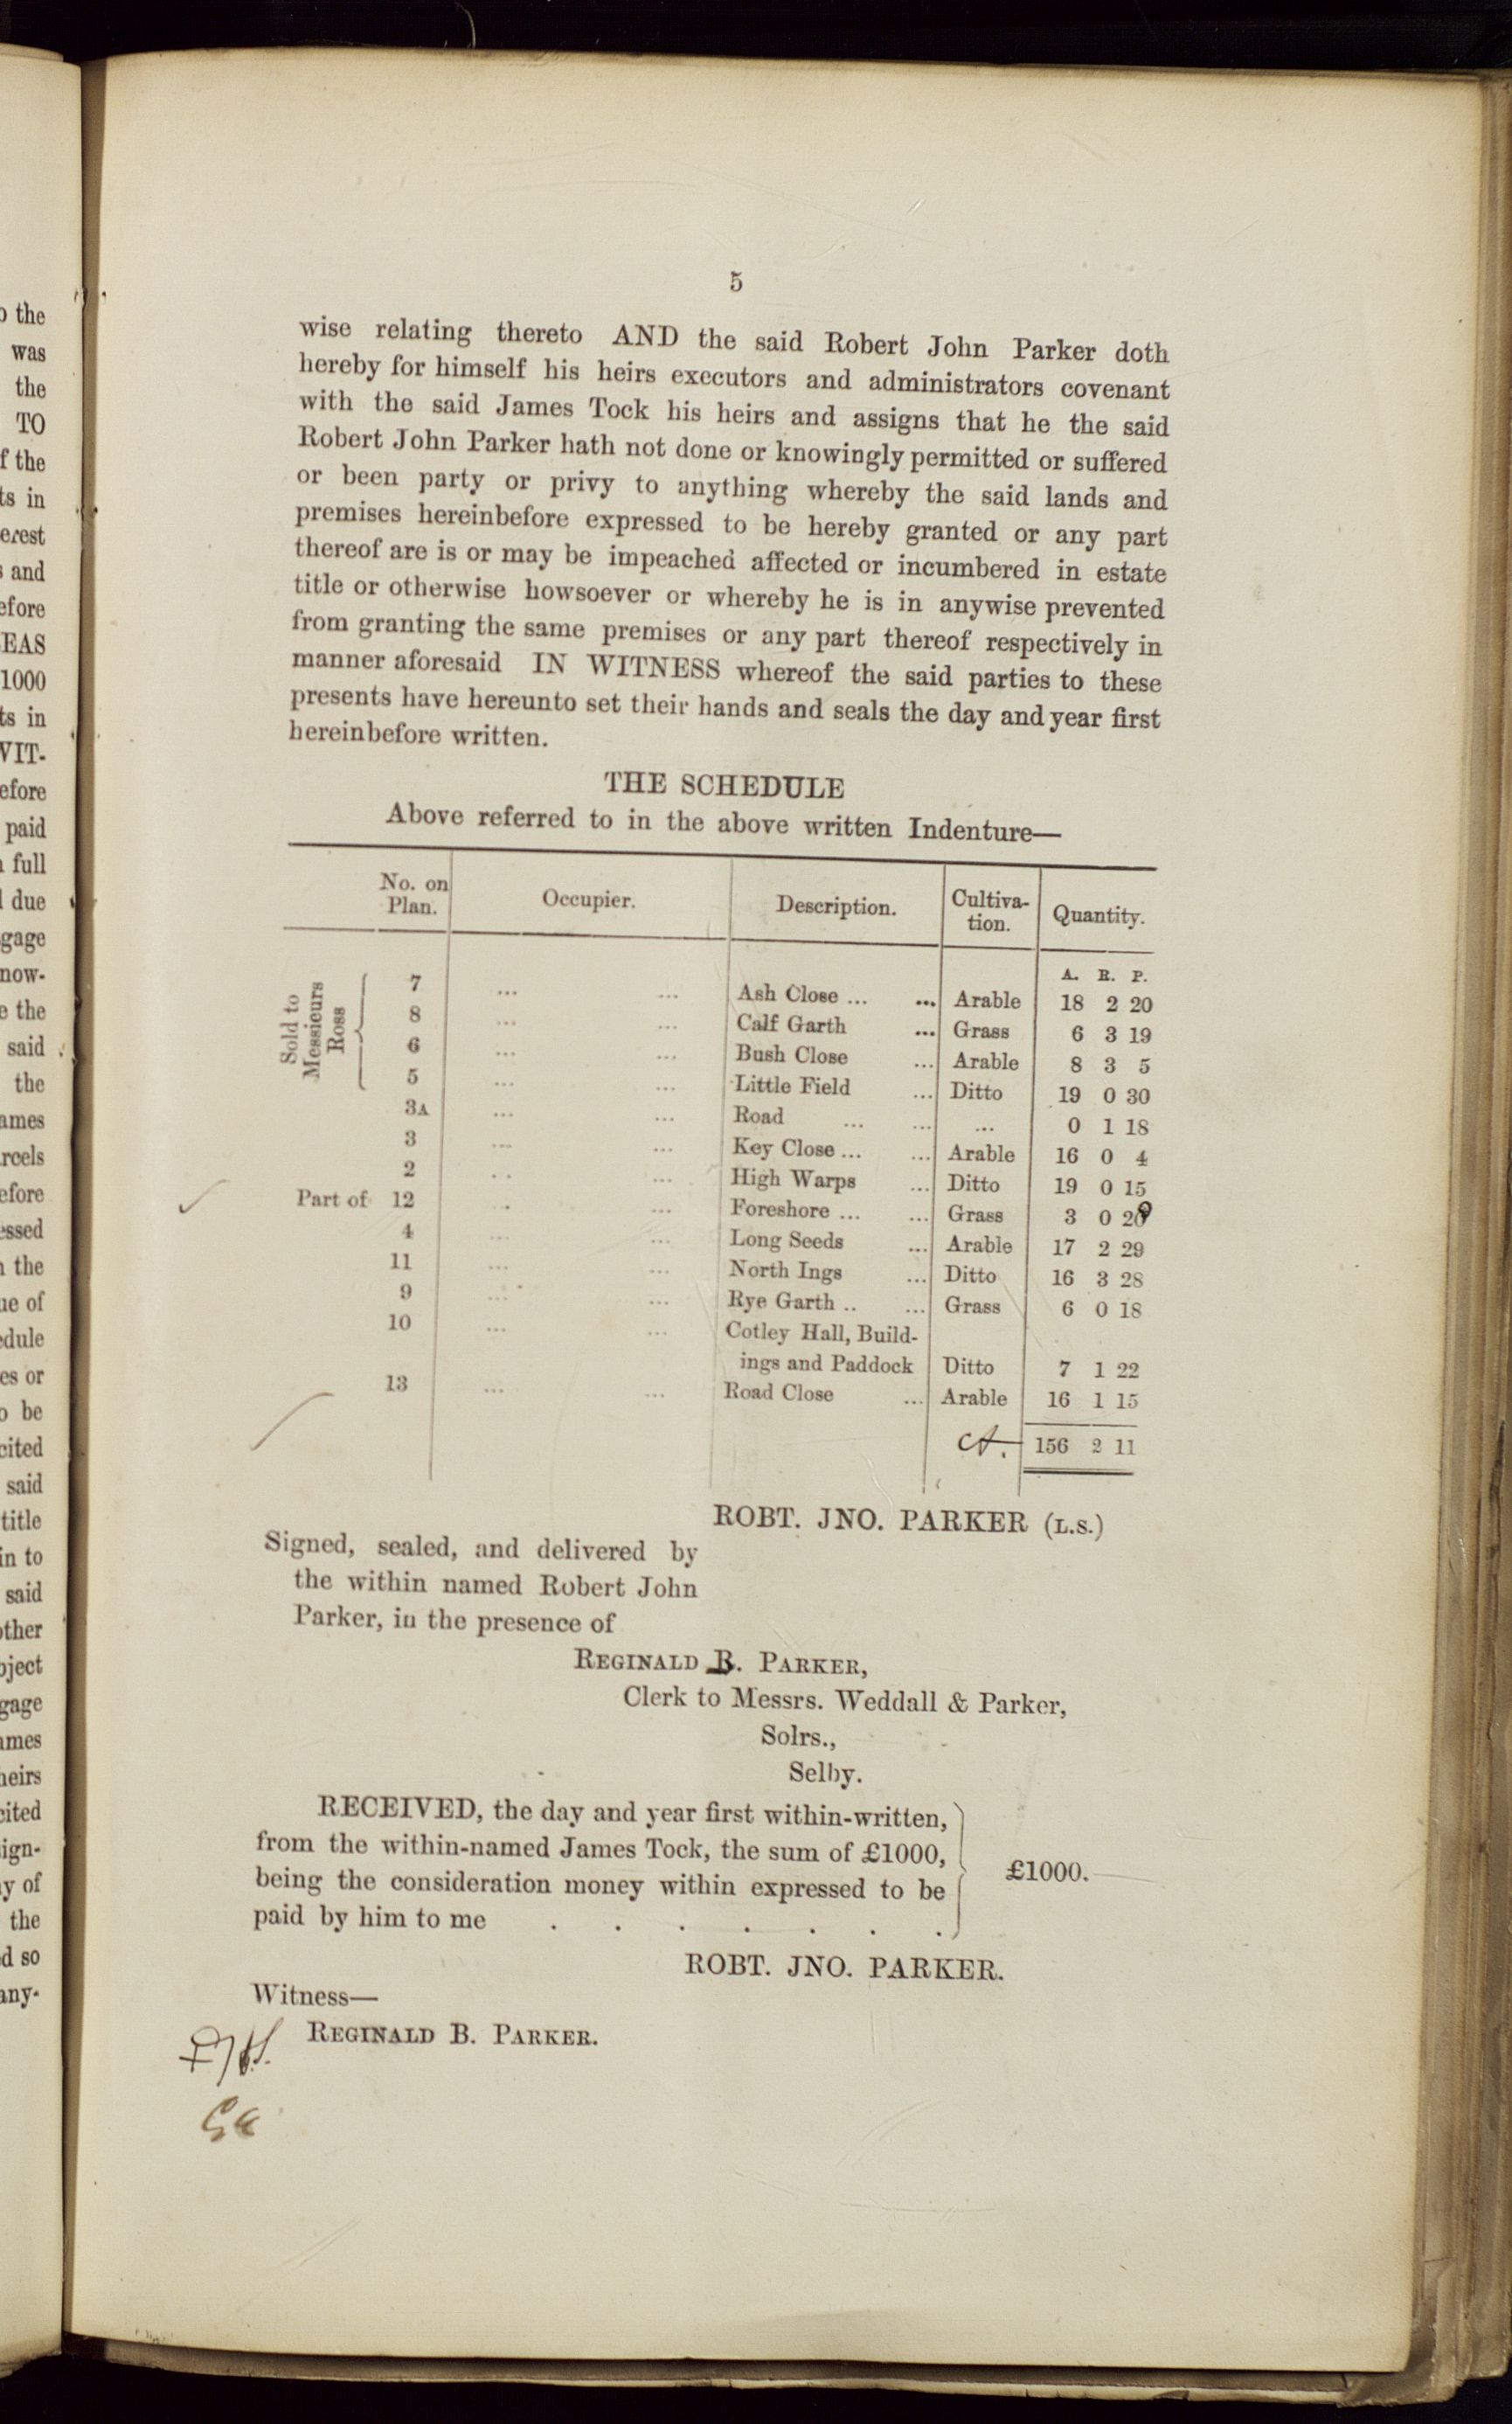 5
wise relating thereto AND the said Robert John Parker doth
hereby for himself his heirs executors and administrators covenant
with the said James Tock his heirs and assigns that he the said
Robert John Parker hath not done or knowingly permitted or suffered
or been party or privy to anything whereby the said lands and
premises hereinbefore expressed to be hereby granted or any part
thereof are is or may be impeached affected or incumbered in estate
title or otherwise howsoever or whereby he is in anywise prevented
from granting the same premises or any part thereof respectively in
manner aforesaid IN WITNESS whereof the said parties to these
presents have hereunto set their hands and seals the day and year first
hereinbefore written.
THE SCHEDULE
Above referred to in the above written Indenture—
No. on Plan. Occupier. Description. Cultiva-tion. Quantity.
A. R. P.
Sold to Messieurs Ross
7 ... ... Ash Close ... ... Arable 18 2 20
8 ... ... Calf Garth ... Grass 6 3 19
6 ... ... Bush Close ... Arable 8 3 5
5 ... ... Little Field ... Ditto 19 0 30
3A ... ... Road ... ... ... 0 1 18
3 ... ... Key Close ... ... Arable 16 0 4
2 ... ... High Warps ... Ditto 19 0 15
Part of 12 ... ... Foreshore ... ... Grass 3 0 20
4 ... ... Long Seeds ... Arable 17 2 29
11 ... ... North Ings ... Ditto 16 3 28
9 ... ... Rye Garth .. ... Grass 6 0 18
10 ... ... Cotley Hall, Build-
ings and Paddock Ditto 7 1 22
13 ... ... Road Close ... Arable 16 1 15
A. 156 2 11
ROBT. JNO. PARKER (L.S.)
Signed, sealed, and delivered by
the within named Robert John
Parker, in the presence of
REGINALD B. PARKER,
Clerk to Messrs. Weddall & Parker,
Solrs.,
Selby.
RECEIVED, the day and year first within-written,
from the within-named James Tock, the sum of £1000,
being the consideration money within expressed to be
paid by him to me . . . . . . .
£1000.
ROBT. JNO. PARKER.
Witness—
REGINALD B. PARKER.